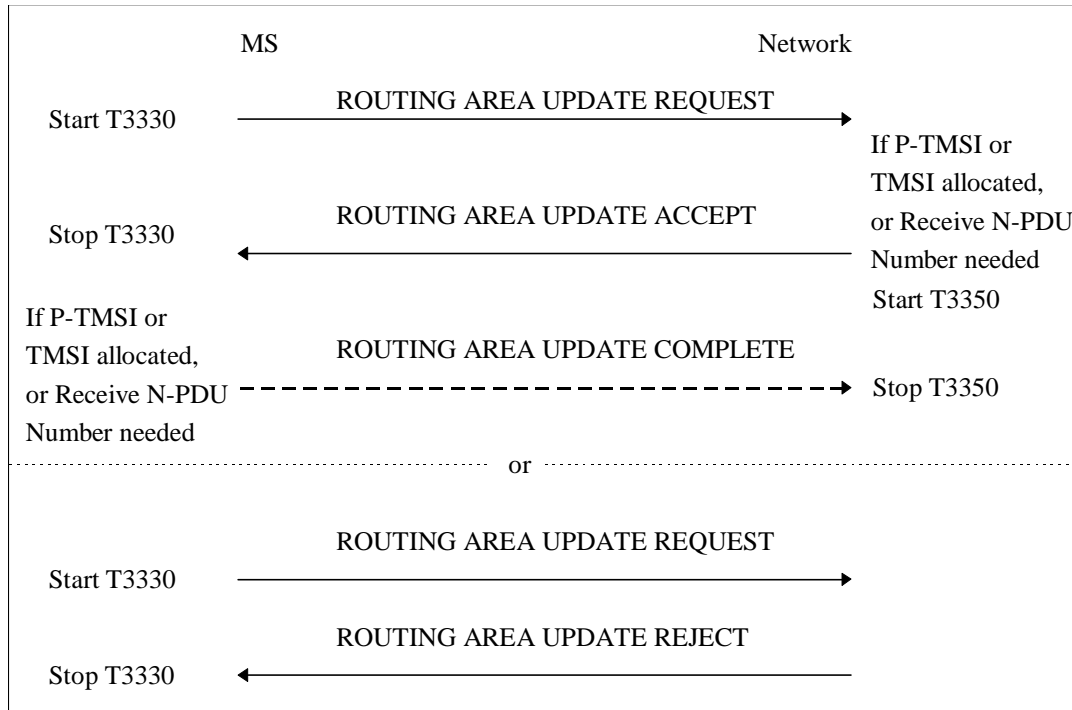 MS
Network
ROUTING AREA UPDATE REQUEST
Start T3330
If P-TMSI or
TMSI allocated,
or Receive N-PDU
Number needed
Start T3350
ROUTING AREA UPDATE ACCEPT
Stop T3330
If P-TMSI or
TMSI allocated,
or Receive N-PDU
Number needed
ROUTING AREA UPDATE COMPLETE
Stop T3350
or
ROUTING AREA UPDATE REQUEST
Start T3330
ROUTING AREA UPDATE REJECT
Stop T3330